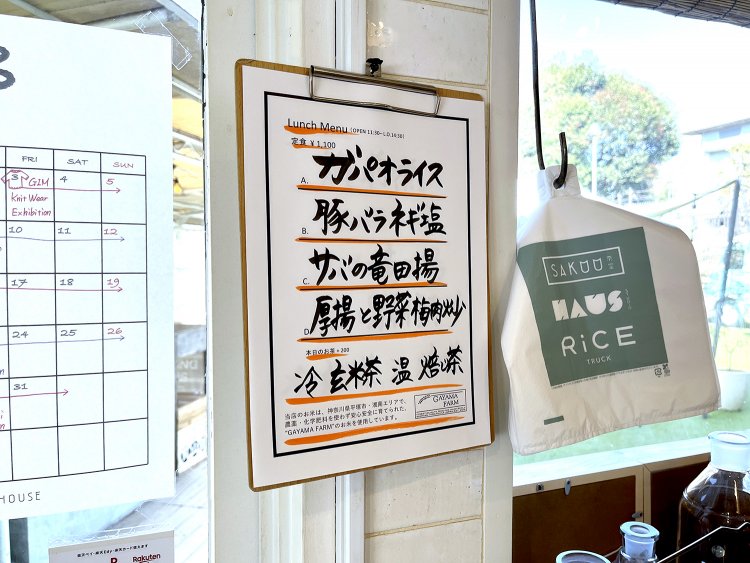 FRI SAT SUN
3 GIM 4 5
Knit Wear
Exhibition
10 11 12
17 18 19
24 25 26
31
HOUSE
Rakuten
Lunch Menu (OPEN 11:30~L.O.14:30)
定食 ¥1,100
A. ガパオライス
B. 豚バラネギ塩
C. サバの竜田揚
D. 厚揚と野菜梅肉炒
本日のお茶+200
冷 玄米茶 温 焙じ茶
当店のお米は、神奈川県平塚市・湘南エリアで、
農薬・化学肥料を使わず安心安全に育てられた、
"GAYAMA FARM"のお米を使用しています。
GAYAMA
FARM
SAKUU
HAUS
RiCE
TRUCK